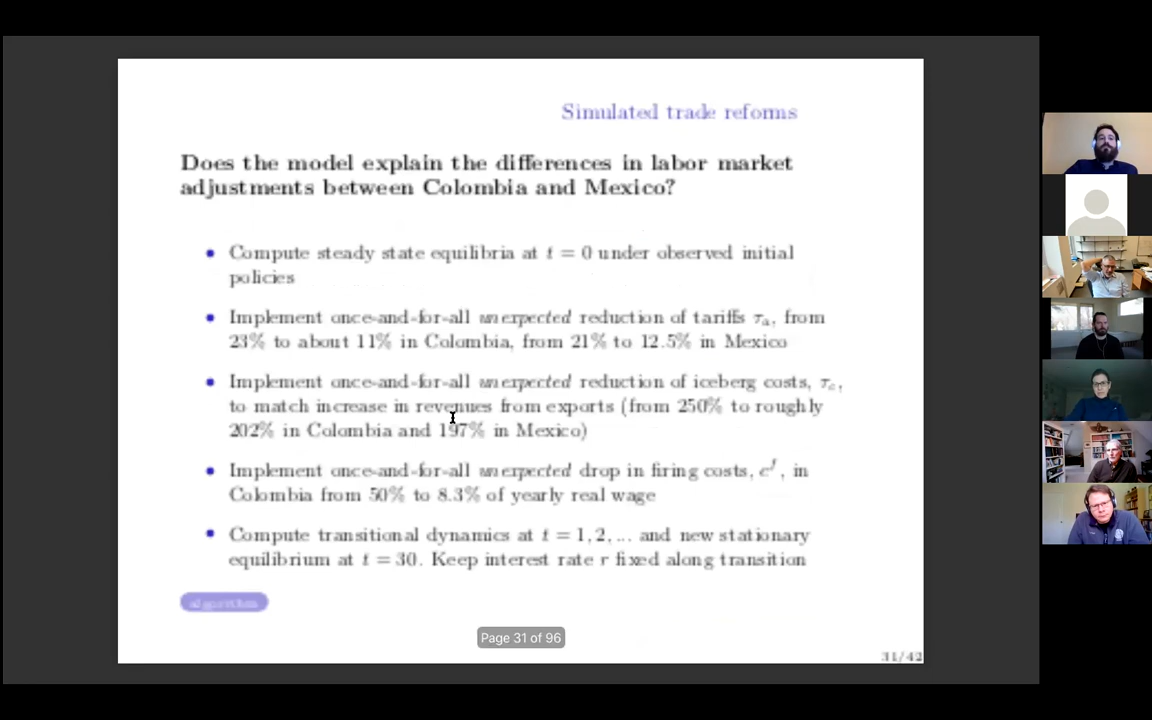 Simulated trade reforms
Does the model explain the differences in labor market
adjustments between Colombia and Mexico?
• Compute steady state equilibria at t = 0 under observed initial
policies
• Implement once-and-for-all unexpected reduction of tariffs τₐ, from
23% to about 11% in Colombia, from 21% to 12.5% in Mexico
• Implement once-and-for-all unexpected reduction of iceberg costs, τ_c,
to match increase in revenues from exports (from 250% to roughly
202% in Colombia and 197% in Mexico)
• Implement once-and-for-all unexpected drop in firing costs, c^f, in
Colombia from 50% to 8.3% of yearly real wage
• Compute transitional dynamics at t = 1, 2, ... and new stationary
equilibrium at t = 30. Keep interest rate r fixed along transition
algorithm
Page 31 of 96
31/42